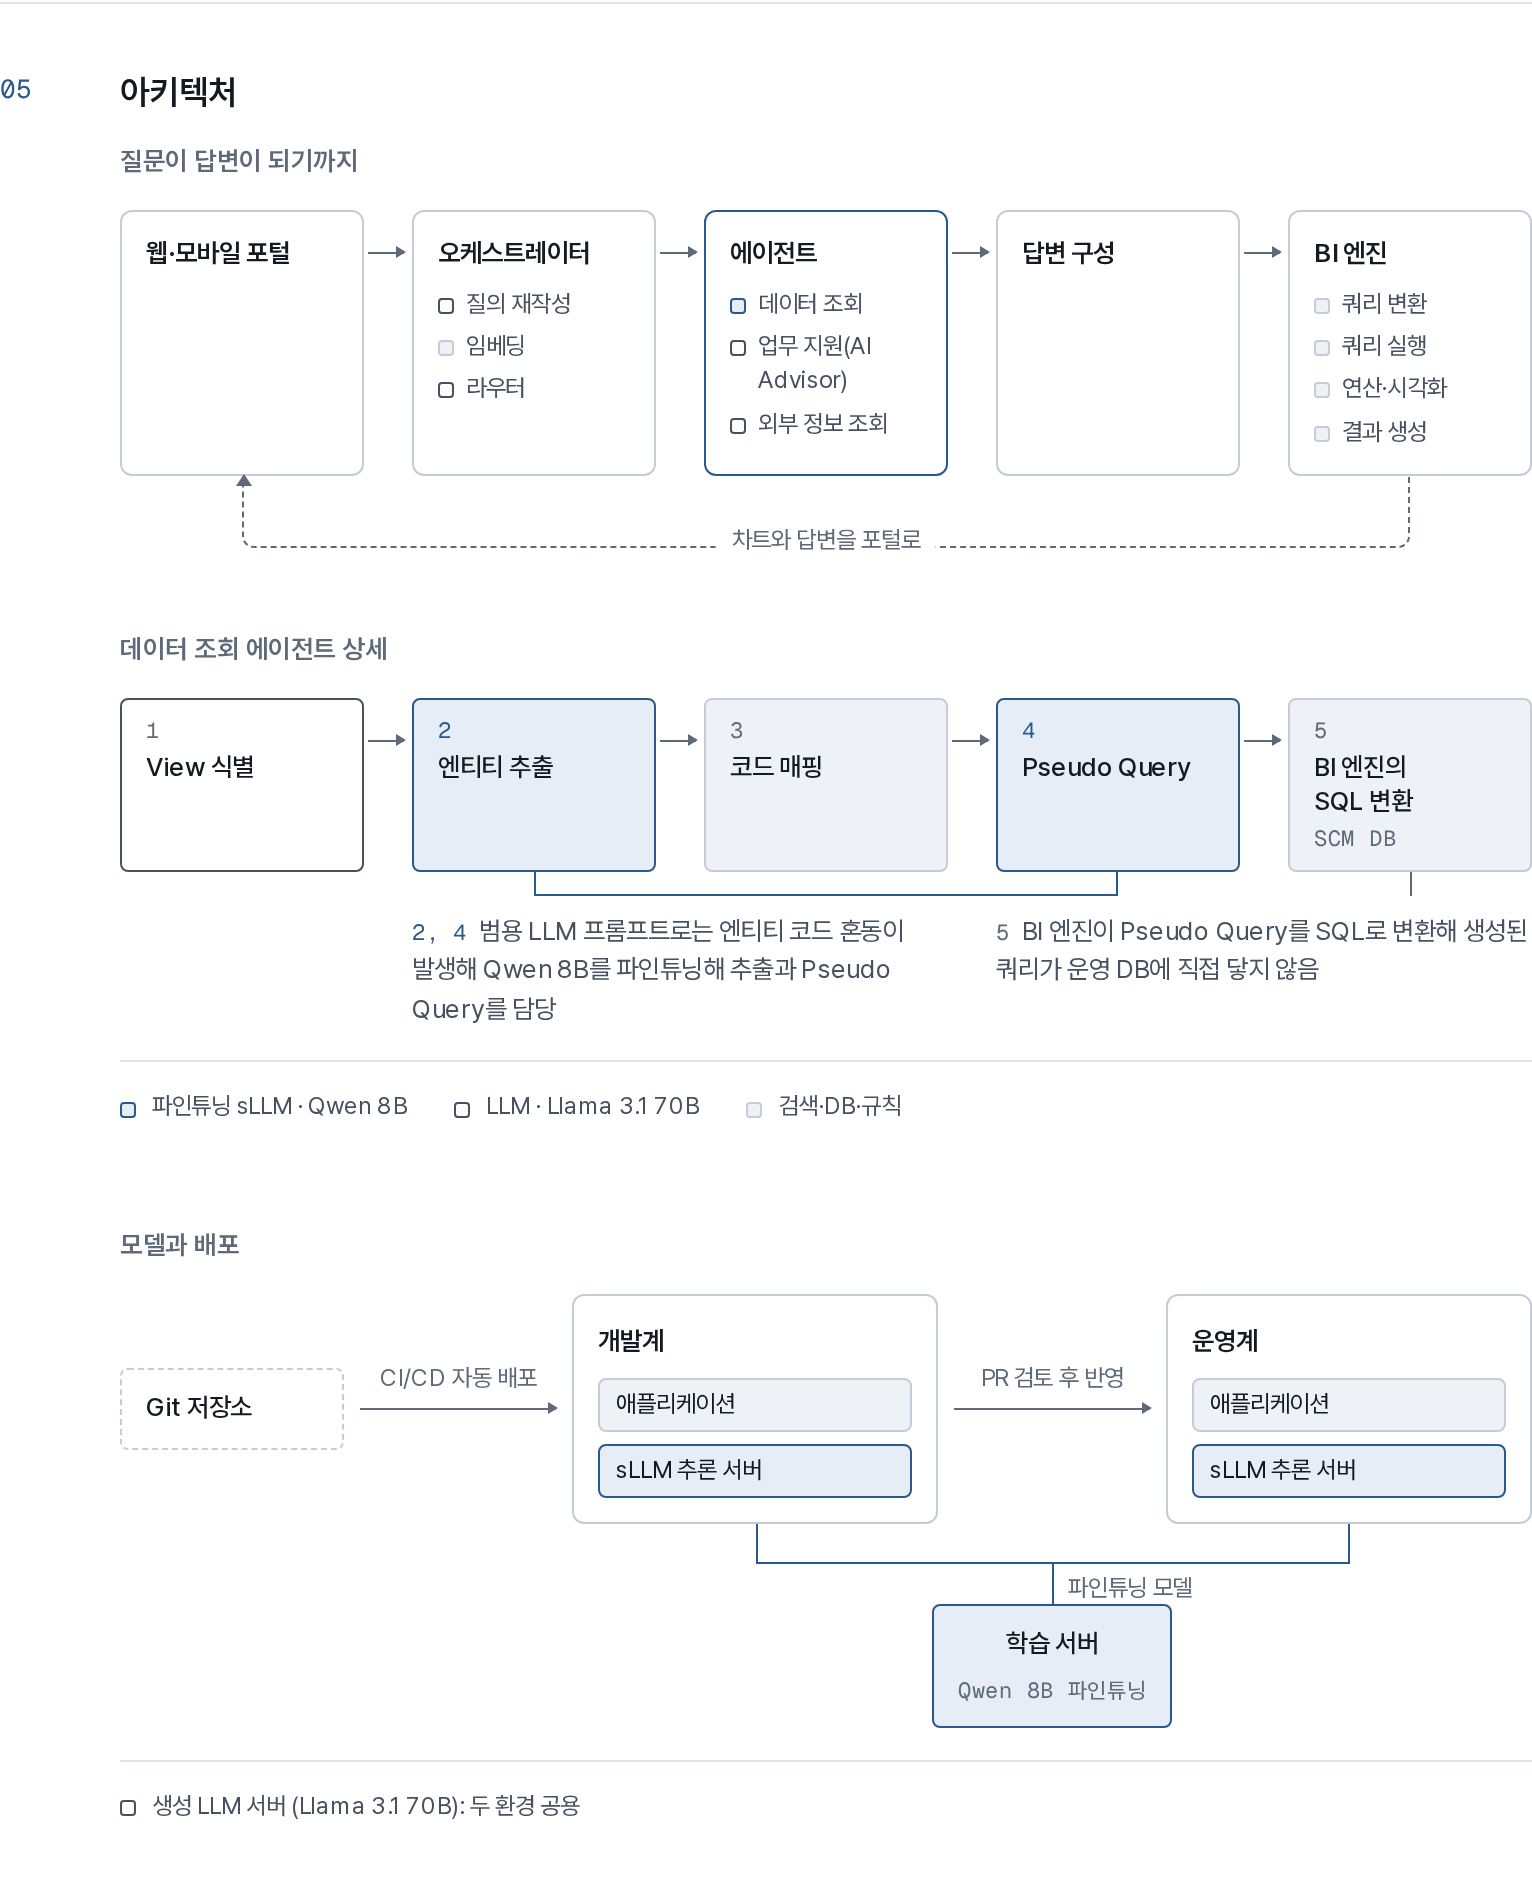 05
아키텍처
질문이 답변이 되기까지
웹·모바일 포털
오케스트레이터
질의 재작성
임베딩
라우터
에이전트
데이터 조회
업무 지원(AI
Advisor)
외부 정보 조회
답변 구성
BI 엔진
쿼리 변환
쿼리 실행
연산·시각화
결과 생성
차트와 답변을 포털로
데이터 조회 에이전트 상세
1
View 식별
2
엔티티 추출
3
코드 매핑
4
Pseudo Query
5
BI 엔진의
SQL 변환
SCM DB
2, 4 범용 LLM 프롬프트로는 엔티티 코드 혼동이
발생해 Qwen 8B를 파인튜닝해 추출과 Pseudo
Query를 담당
5 BI 엔진이 Pseudo Query를 SQL로 변환해 생성된
쿼리가 운영 DB에 직접 닿지 않음
파인튜닝 sLLM · Qwen 8B
LLM · Llama 3.1 70B
검색·DB·규칙
모델과 배포
Git 저장소
CI/CD 자동 배포
개발계
애플리케이션
sLLM 추론 서버
PR 검토 후 반영
운영계
애플리케이션
sLLM 추론 서버
파인튜닝 모델
학습 서버
Qwen 8B 파인튜닝
생성 LLM 서버 (Llama 3.1 70B): 두 환경 공용